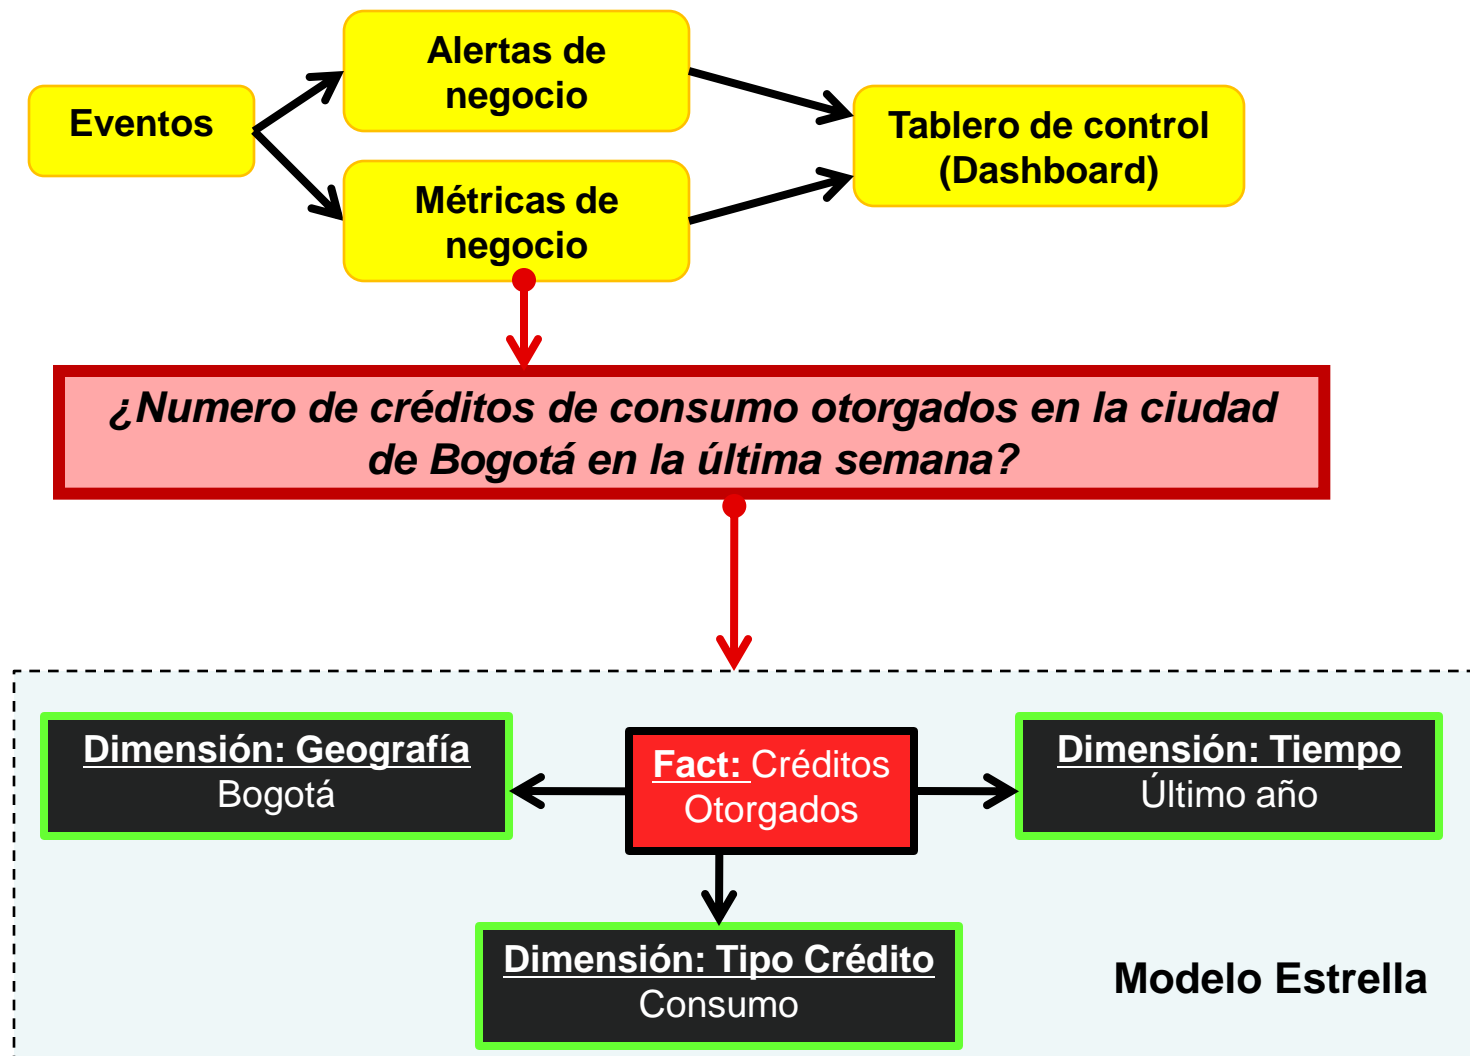 Alertas de
negocio
Eventos
Tablero de control
(Dashboard)
Métricas de
negocio
¿Numero de créditos de consumo otorgados en la ciudad
de Bogotá en la última semana?
Dimensión: Geografía
Bogotá
Fact: Créditos
Otorgados
Dimensión: Tiempo
Último año
Dimensión: Tipo Crédito
Consumo
Modelo Estrella